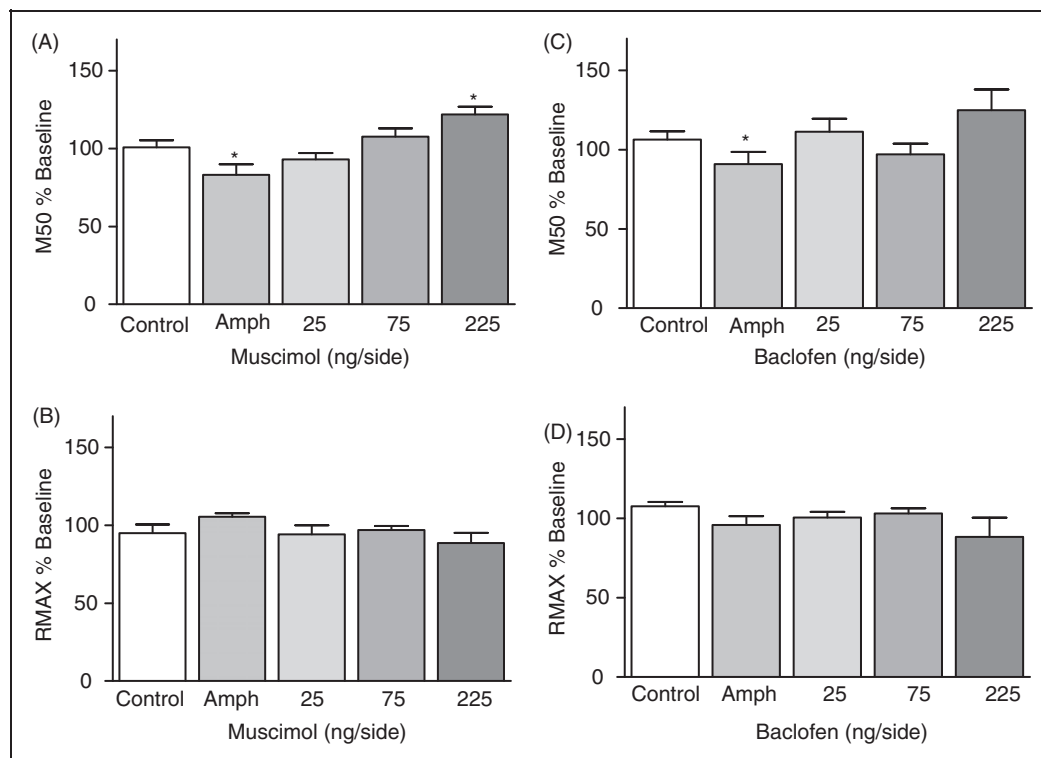 (A)
150
100
50
0
M50 % Baseline
*
*
Control Amph 25 75 225
Muscimol (ng/side)
(C)
150
100
50
0
M50 % Baseline
*
Control Amph 25 75 225
Baclofen (ng/side)
(B)
150
100
50
0
RMAX % Baseline
Control Amph 25 75 225
Muscimol (ng/side)
(D)
150
100
50
0
RMAX % Baseline
Control Amph 25 75 225
Baclofen (ng/side)